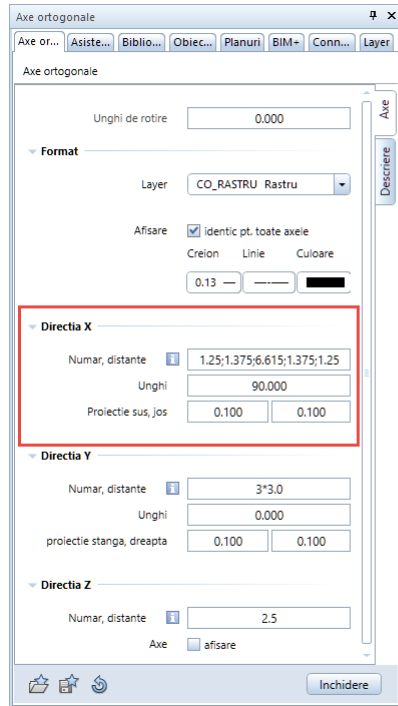 Axe ortogonale
Axe or... Asiste... Biblio... Obiec... Planuri BIM+ Conn... Layer
Axe ortogonale
Axe
Descriere
Unghi de rotire 0.000
Format
Layer CO_RASTRU Rastru
Afisare identic pt. toate axele
Creion Linie Culoare
0.13
Directia X
Numar, distante 1.25;1.375;6.615;1.375;1.25
Unghi 90.000
Proiectie sus, jos 0.100 0.100
Directia Y
Numar, distante 3*3.0
Unghi 0.000
proiectie stanga, dreapta 0.100 0.100
Directia Z
Numar, distante 2.5
Axe afisare
Inchidere